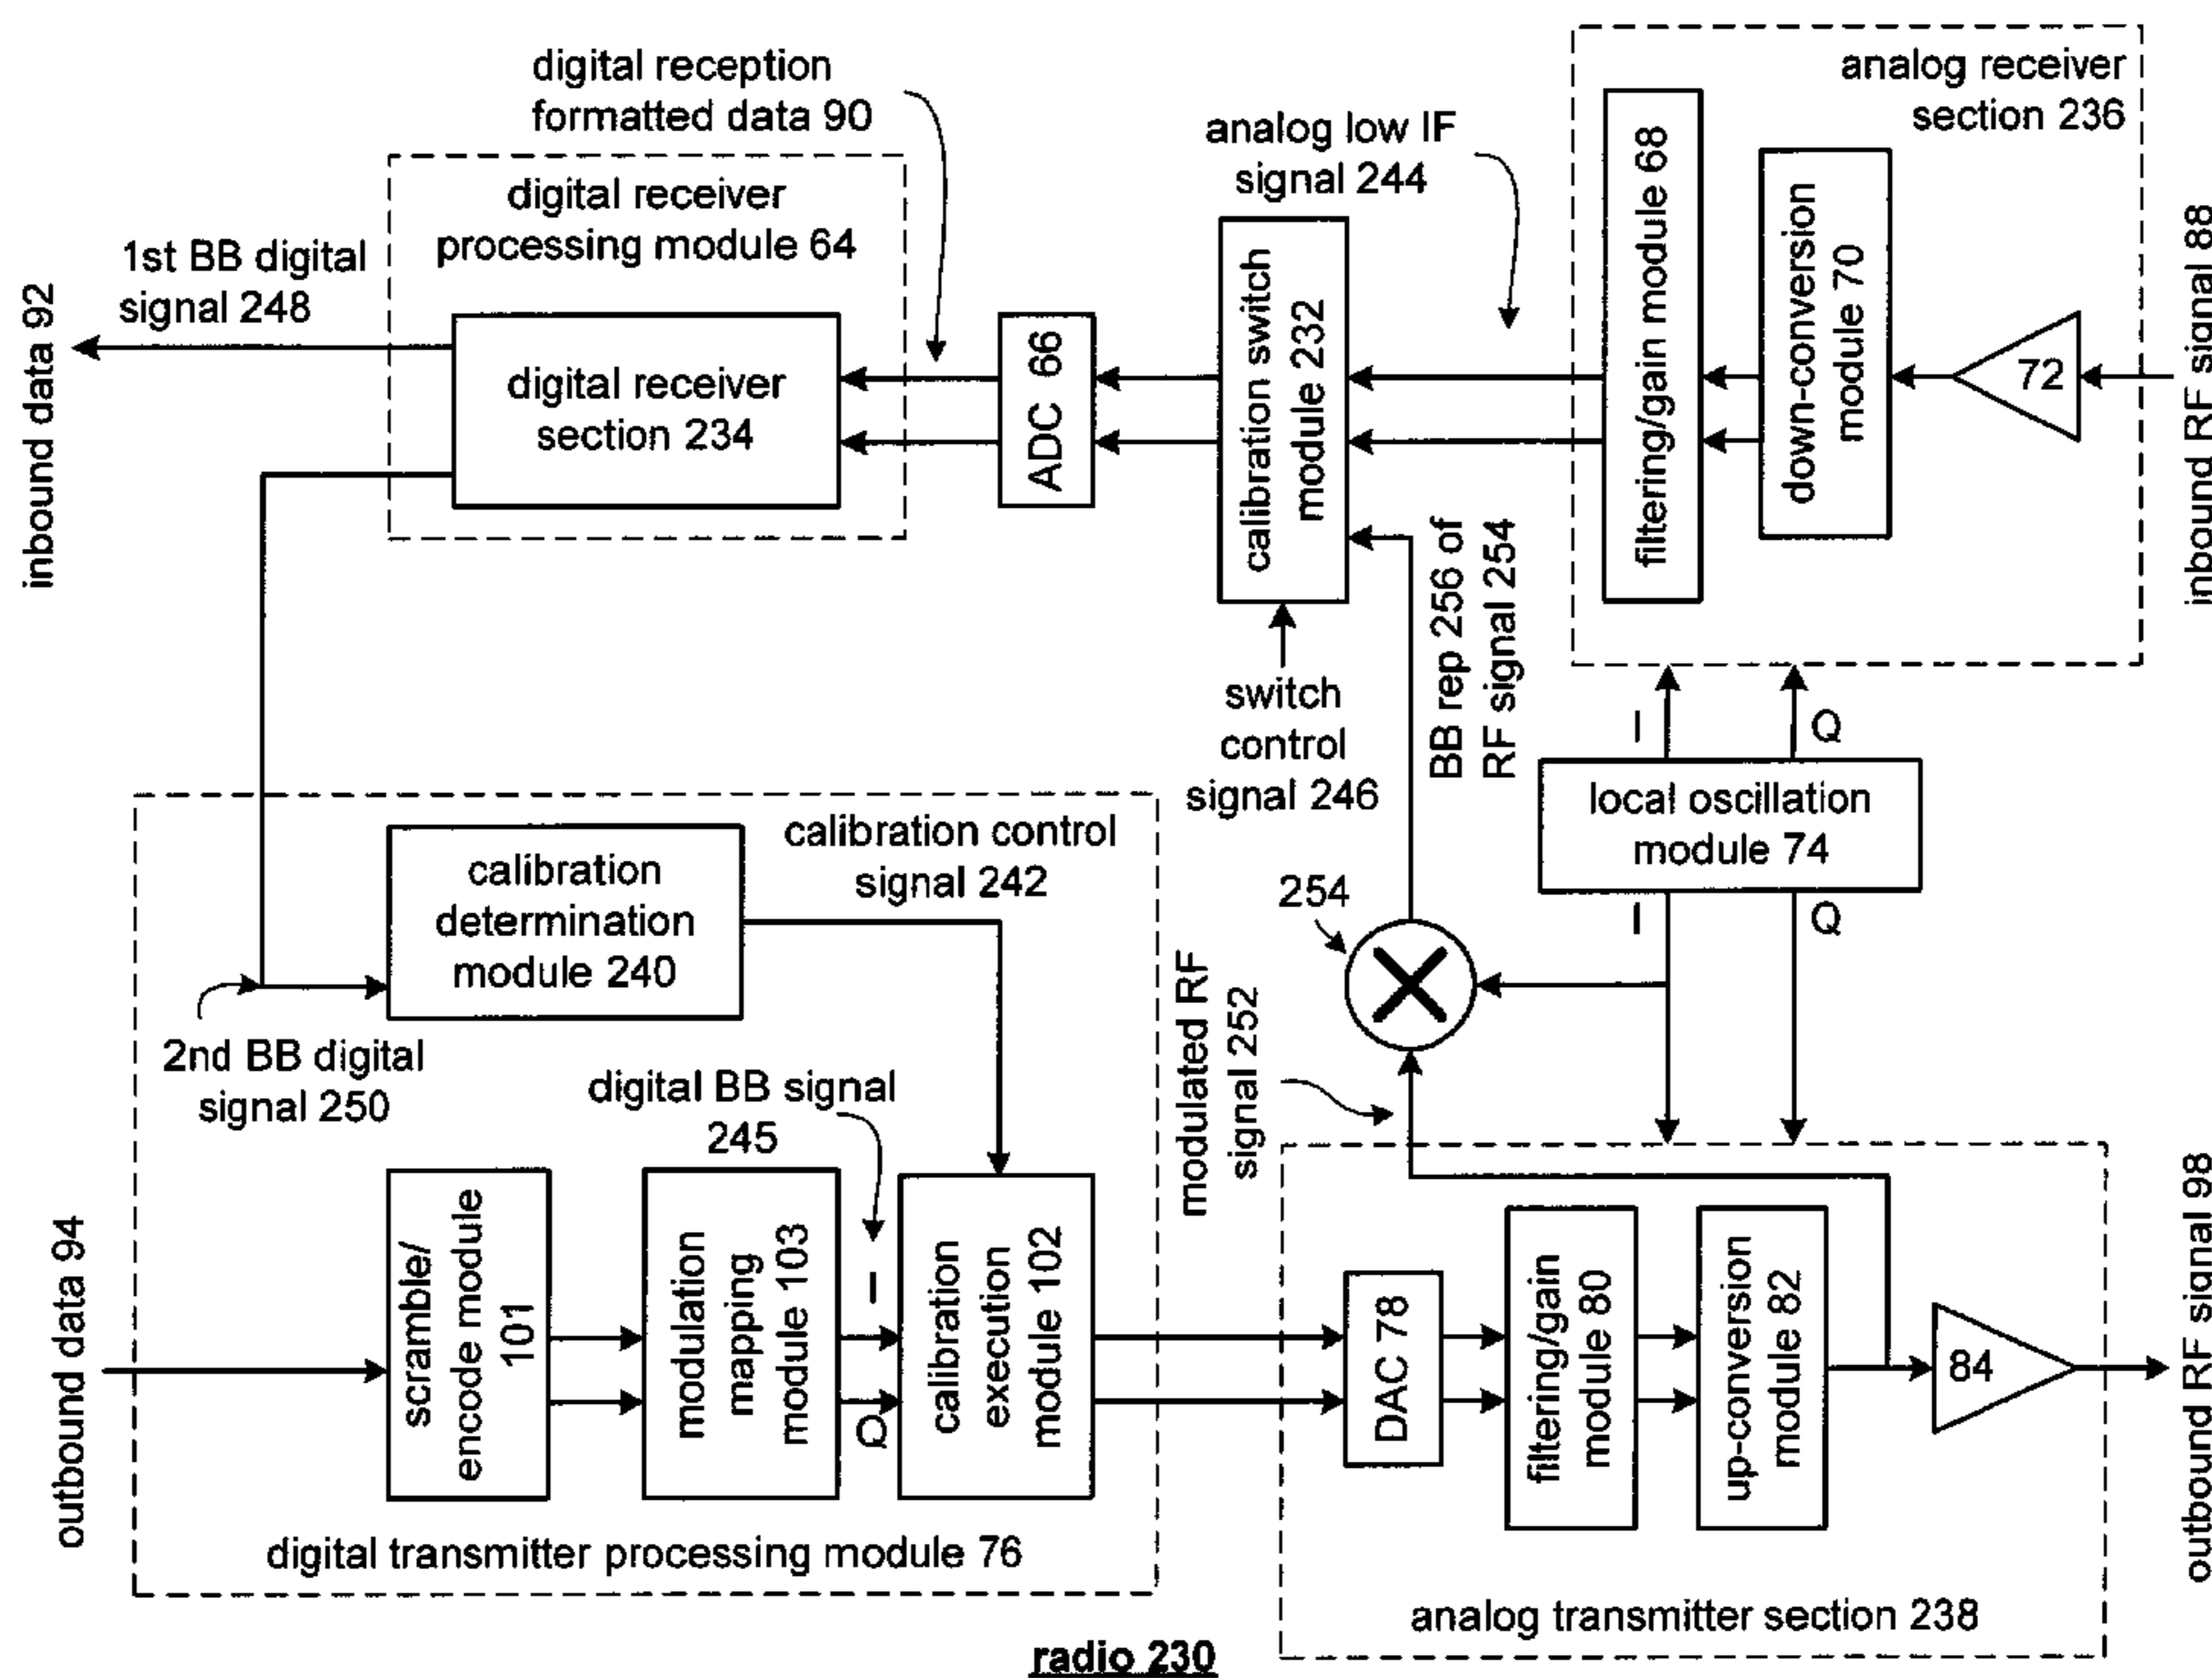 digital reception
formatted data 90
analog low IF
signal 244
analog receiver
section 236
filtering/gain module 68
down-conversion
module 70
72
inbound RF signal 88
digital receiver
processing module 64
digital receiver
section 234
1st BB digital
signal 248
inbound data 92
ADC 66
calibration switch
module 232
switch
control
signal 246
BB rep 256 of
RF signal 254
I
Q
local oscillation
module 74
I
Q
254
modulated RF
signal 252
calibration
determination
module 240
calibration control
signal 242
2nd BB digital
signal 250
digital BB signal
245
I
Q
outbound data 94
scramble/
encode module
101
modulation
mapping
module 103
calibration
execution
module 102
digital transmitter processing module 76
DAC 78
filtering/gain
module 80
up-conversion
module 82
84
outbound RF signal 98
analog transmitter section 238
radio 230